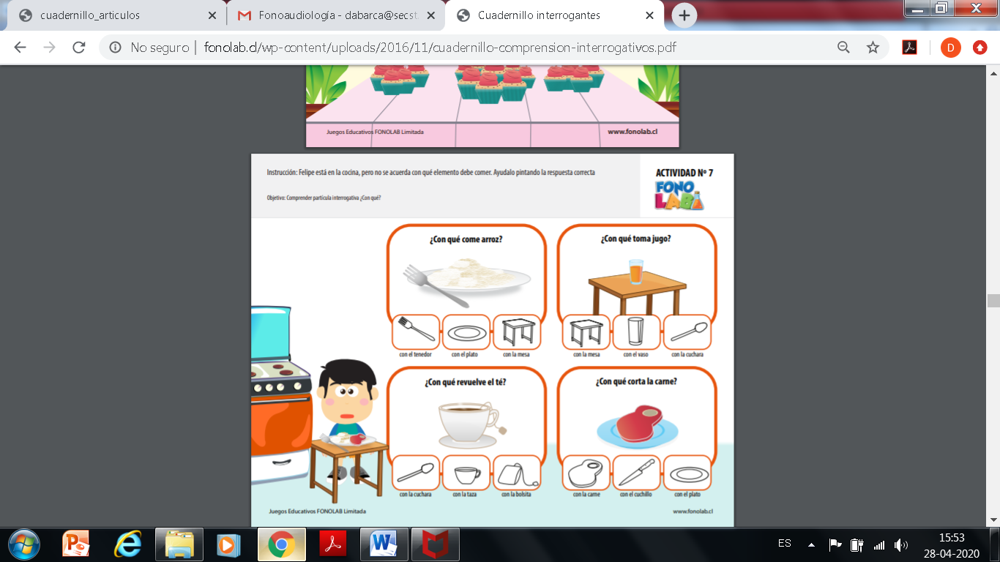 cuadernillo_articulos
Fonoaudiología - dabarca@secst
Cuadernillo interrogantes
No seguro | fonolab.cl/wp-content/uploads/2016/11/cuadernillo-comprension-interrogativos.pdf
D
Juegos Educativos FONOLAB Limitada
www.fonolab.cl
Instrucción: Felipe está en la cocina, pero no se acuerda con qué elemento debe comer. Ayudalo pintando la respuesta correcta
Objetivo: Comprender partícula interrogativa ¿Con qué?
ACTIVIDAD Nº 7
FONO
LAB
¿Con qué come arroz?
con el tenedor
con el plato
con la mesa
¿Con qué toma jugo?
con la mesa
con el vaso
con la cuchara
¿Con qué revuelve el té?
con la cuchara
con la taza
con la bolsita
¿Con qué corta la carne?
con la carne
con el cuchillo
con el plato
Juegos Educativos FONOLAB Limitada
www.fonolab.cl
ES
15:53
28-04-2020